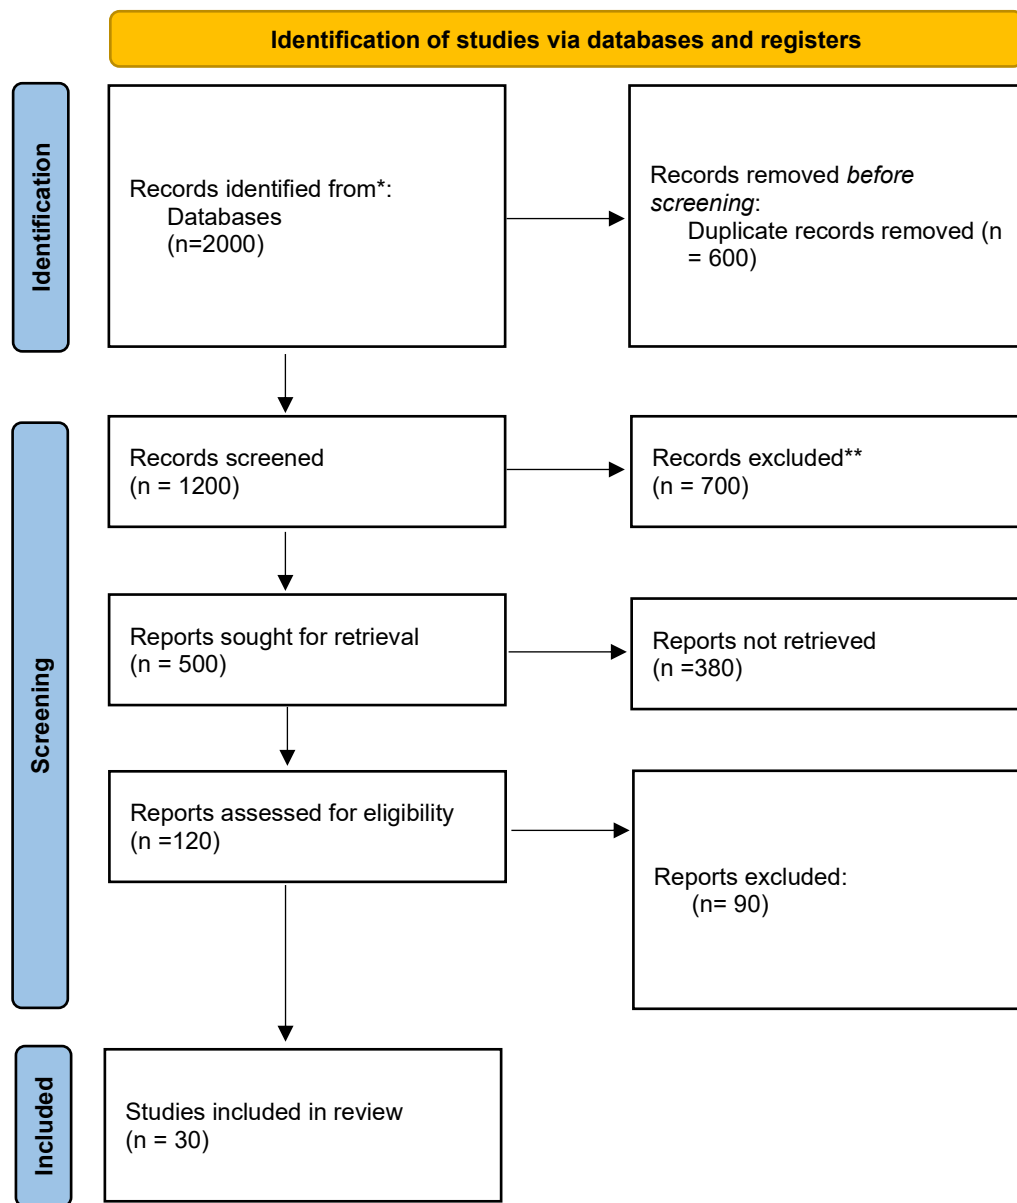 Identification of studies via databases and registers
Identification
Records identified from*:
Databases
(n=2000)
Records removed before
screening:
Duplicate records removed (n
= 600)
Screening
Records screened
(n = 1200)
Records excluded**
(n = 700)
Reports sought for retrieval
(n = 500)
Reports not retrieved
(n =380)
Reports assessed for eligibility
(n =120)
Reports excluded:
(n= 90)
Included
Studies included in review
(n = 30)